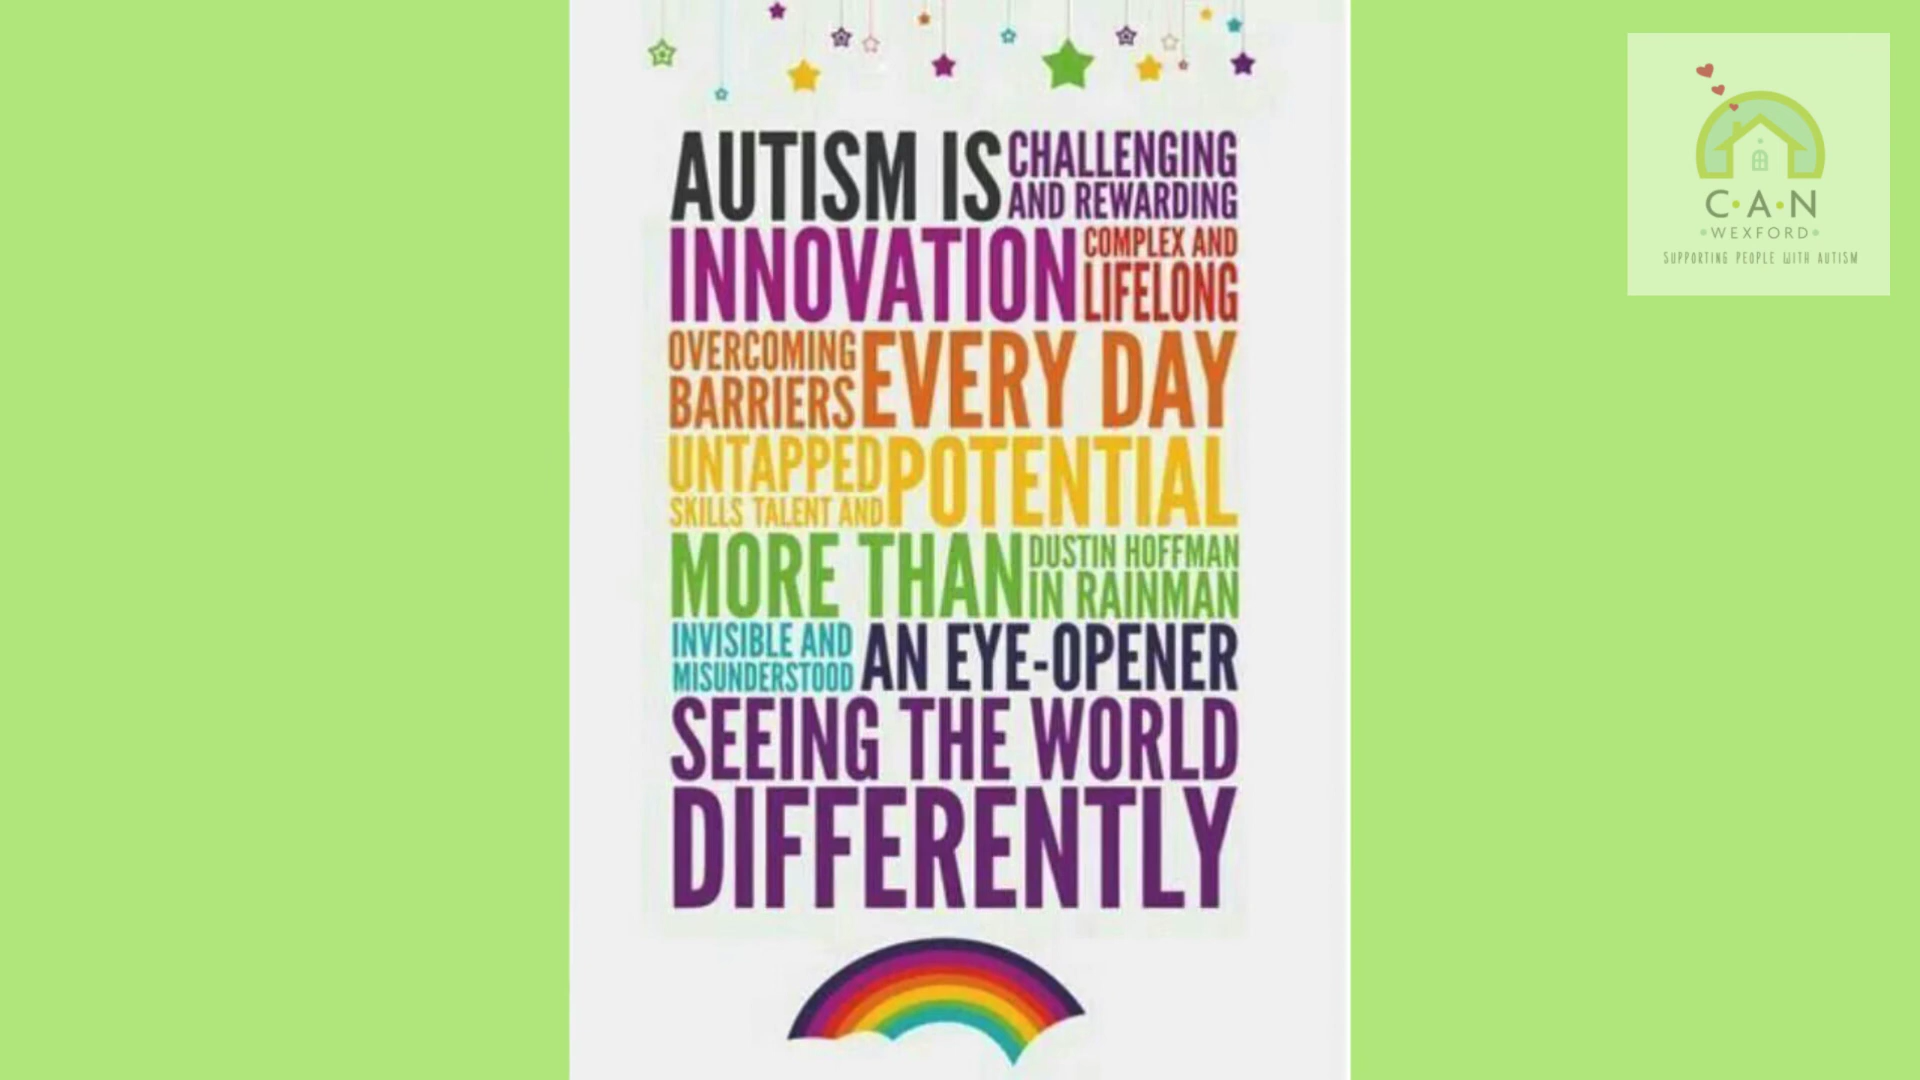 AUTISM IS CHALLENGING
AND REWARDING
INNOVATION COMPLEX AND
LIFELONG
OVERCOMING
BARRIERS EVERY DAY
UNTAPPED
SKILLS TALENT AND POTENTIAL
MORE THAN DUSTIN HOFFMAN
IN RAINMAN
INVISIBLE AND
MISUNDERSTOOD AN EYE-OPENER
SEEING THE WORLD
DIFFERENTLY
C•A•N
•WEXFORD•
SUPPORTING PEOPLE WITH AUTISM